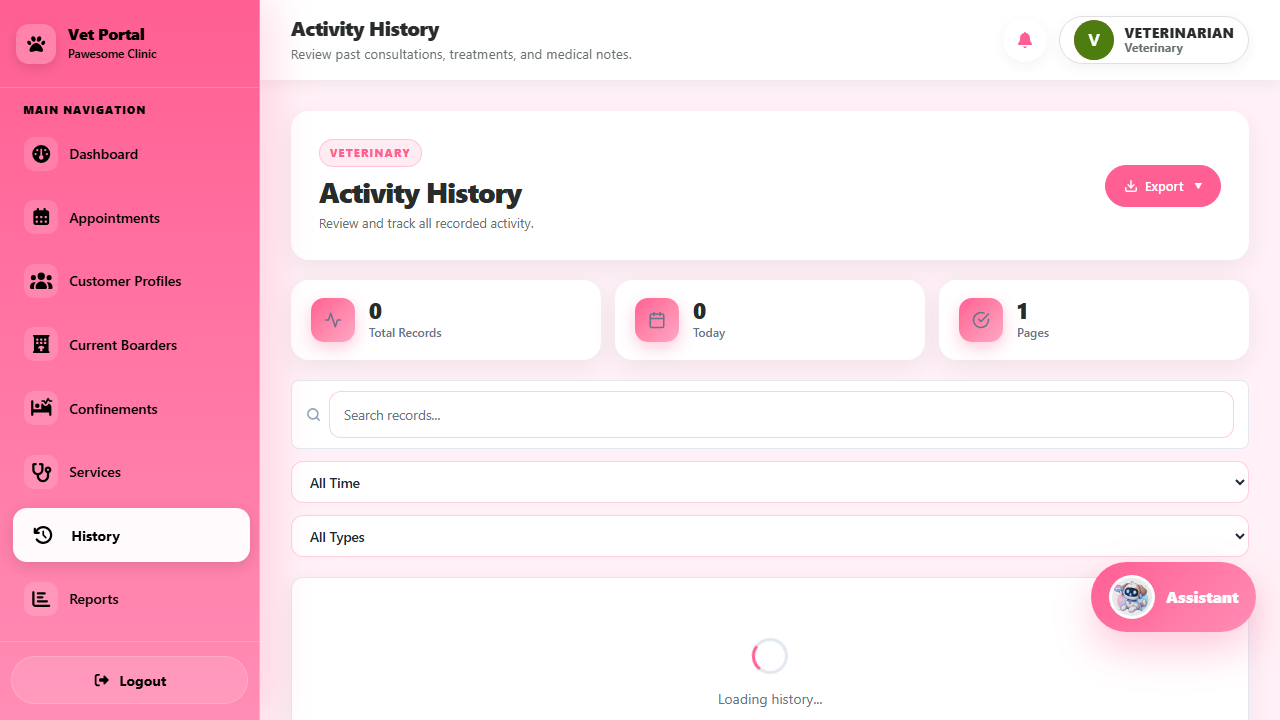 Vet Portal
Pawesome Clinic
MAIN NAVIGATION
Dashboard
Appointments
Customer Profiles
Current Boarders
Confinements
Services
History
Reports
Logout
Activity History
Review past consultations, treatments, and medical notes.
V
VETERINARIAN
Veterinary
VETERINARY
Activity History
Review and track all recorded activity.
Export ▼
0
Total Records
0
Today
1
Pages
Search records...
All Time
All Types
Assistant
Loading history...